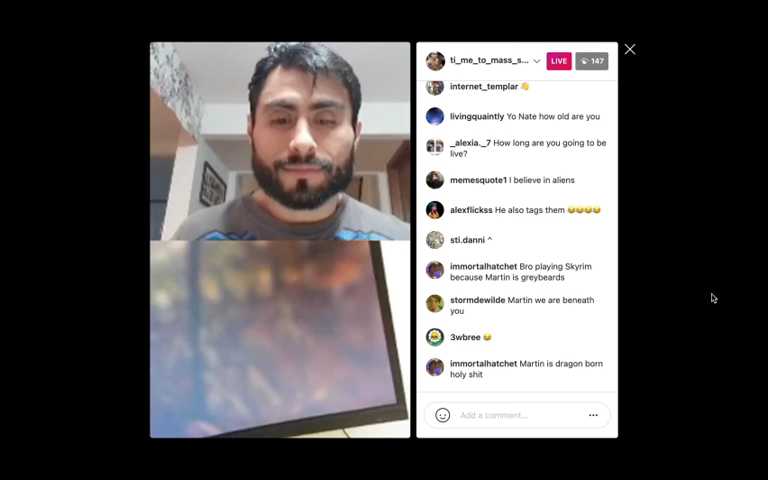 ti_me_to_mass_s...
LIVE
147
internet_templar 👋
livingquaintly Yo Nate how old are you
_alexia._7 How long are you going to be
live?
memesquote1 I believe in aliens
alexflickss He also tags them 😂😂😂😂
sti.danni ^
immortalhatchet Bro playing Skyrim
because Martin is greybeards
stormdewilde Martin we are beneath
you
3wbree 😂
immortalhatchet Martin is dragon born
holy shit
Add a comment...